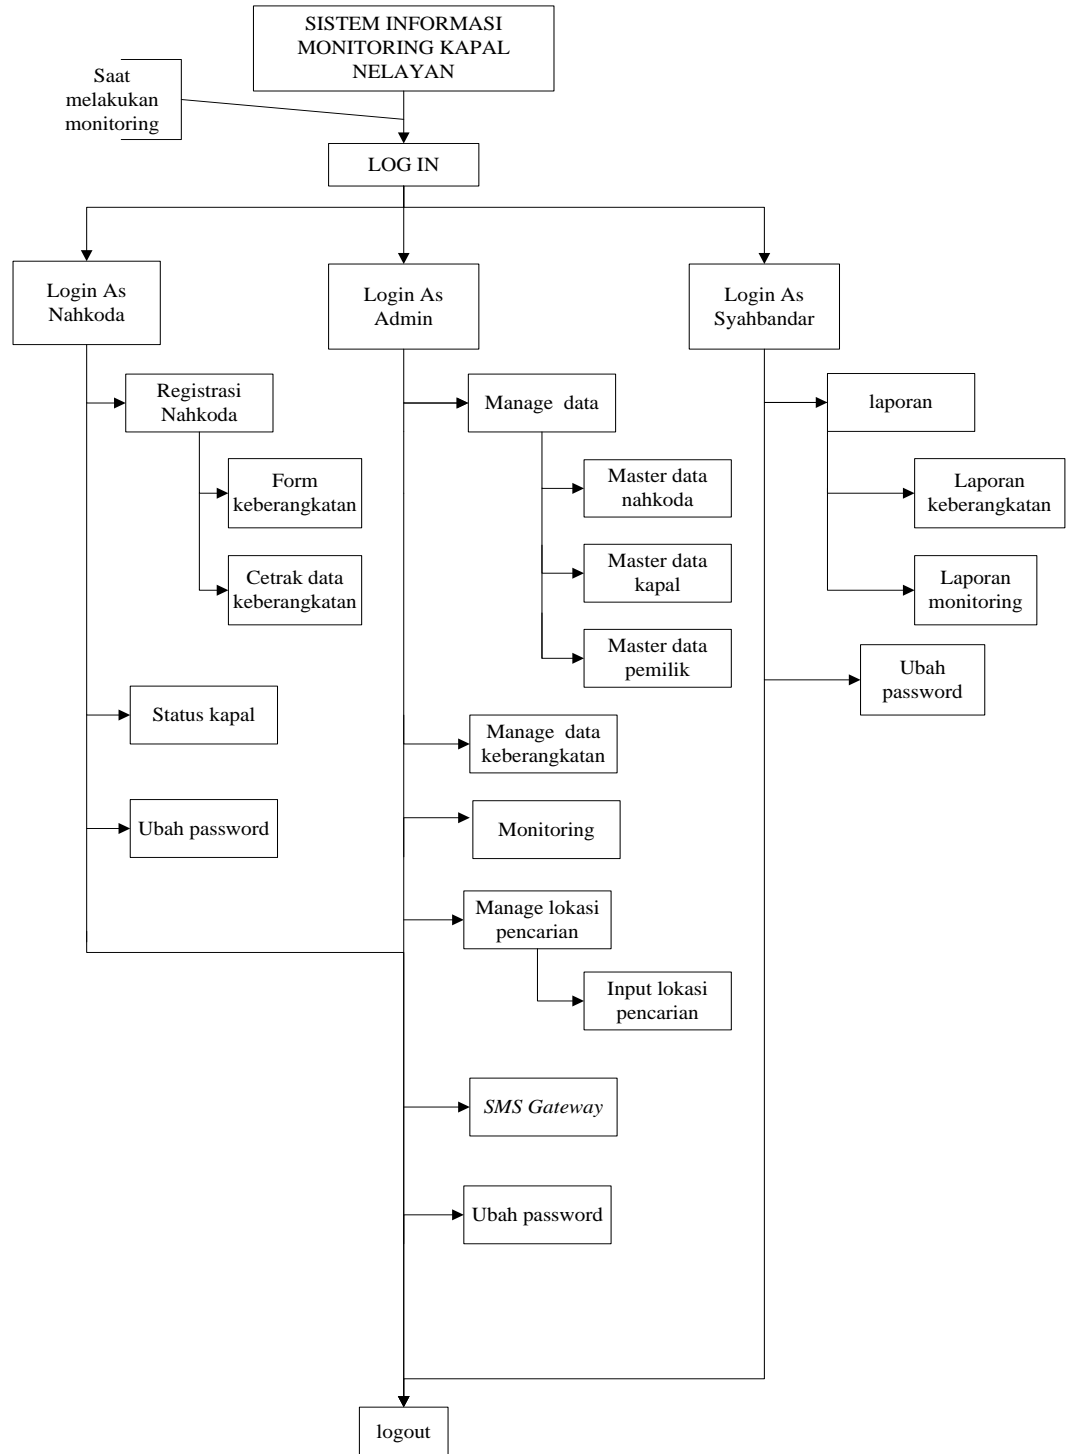 SISTEM INFORMASI
MONITORING KAPAL
NELAYAN
Saat
melakukan
monitoring
LOG IN
Login As
Nahkoda
Login As
Admin
Login As
Syahbandar
Registrasi
Nahkoda
Form
keberangkatan
Cetrak data
keberangkatan
Status kapal
Ubah password
Manage data
Master data
nahkoda
Master data
kapal
Master data
pemilik
Manage data
keberangkatan
Monitoring
Manage lokasi
pencarian
Input lokasi
pencarian
SMS Gateway
Ubah password
laporan
Laporan
keberangkatan
Laporan
monitoring
Ubah
password
logout